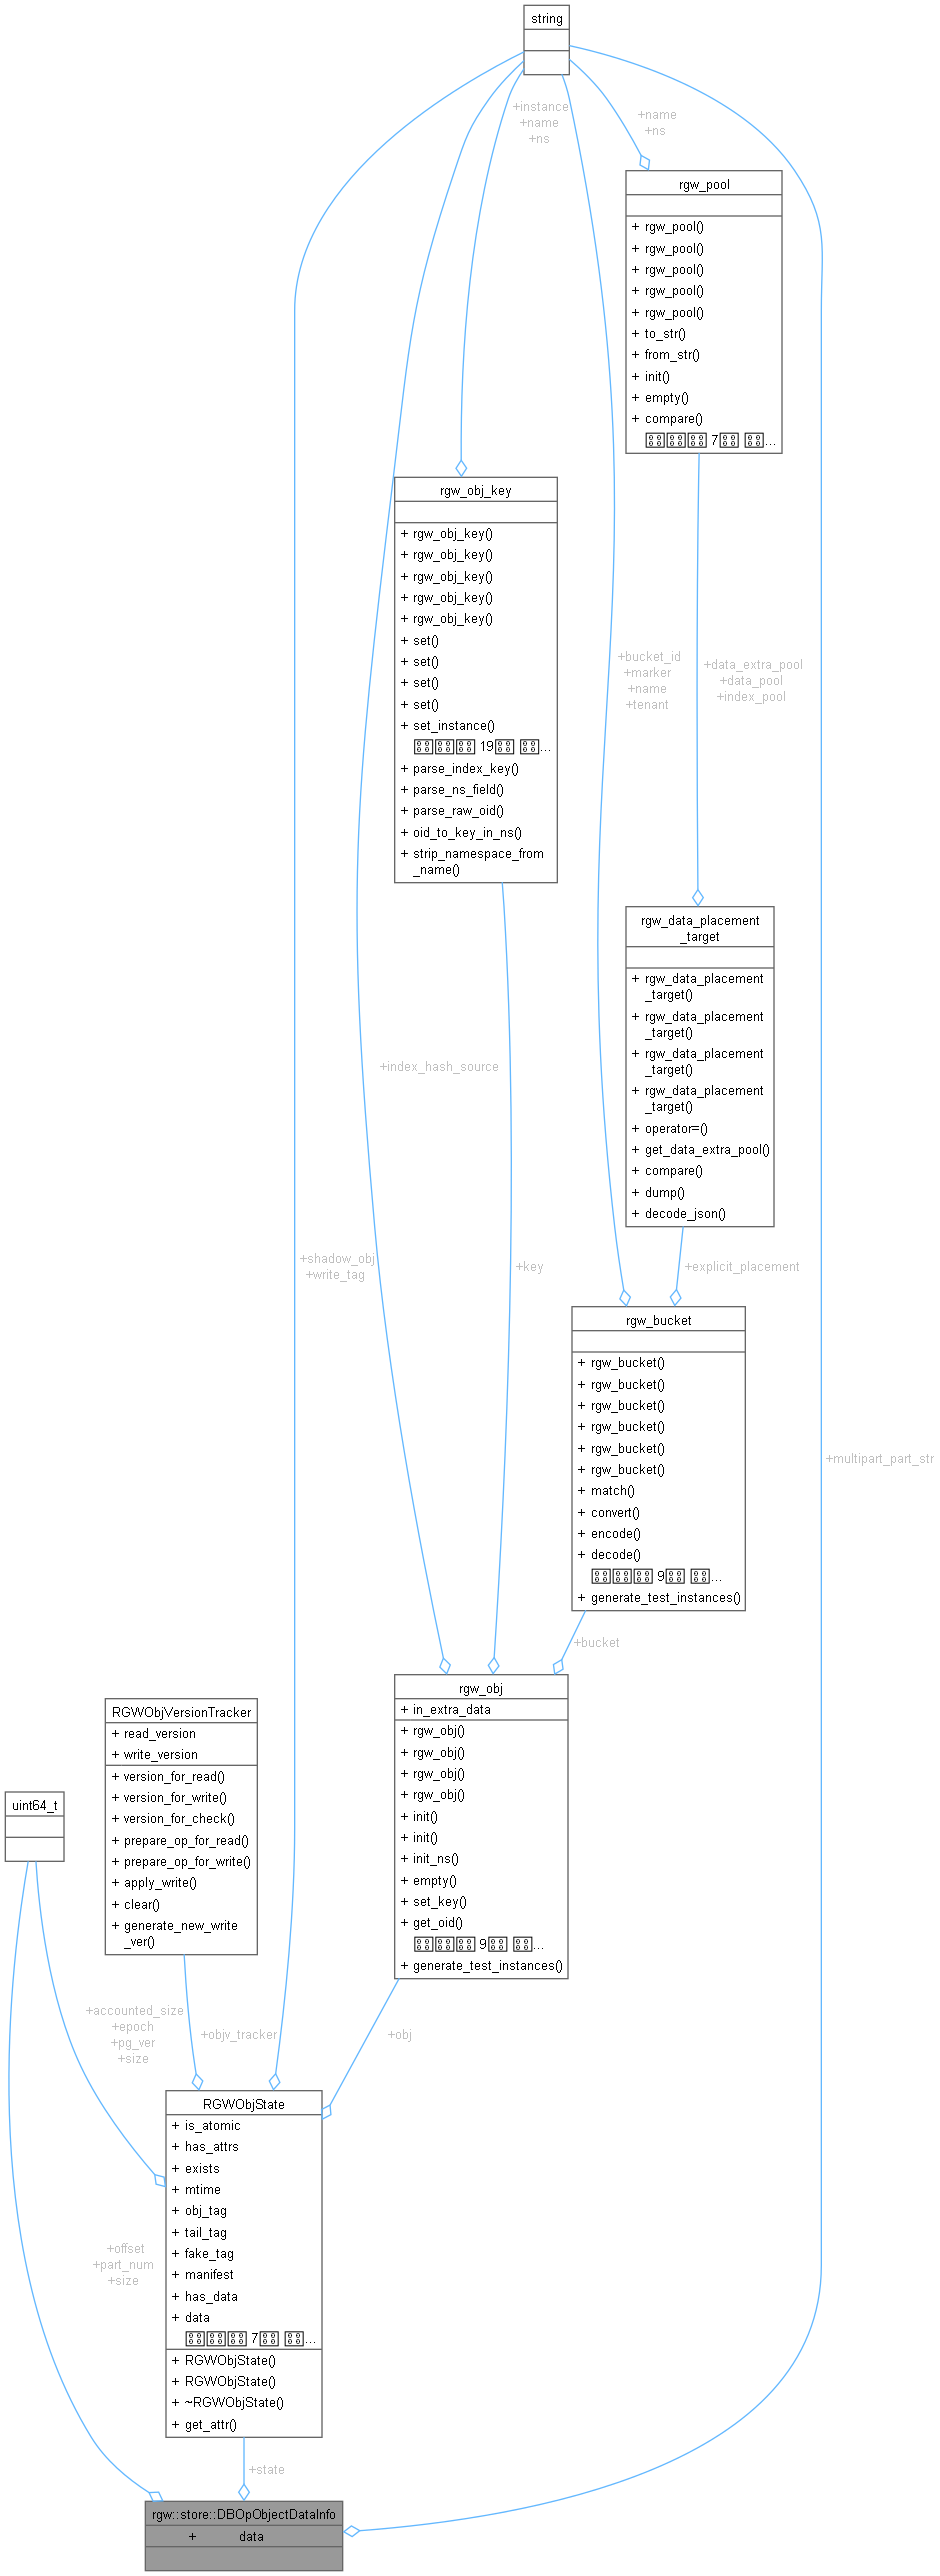 string
+instance
+name
+ns
+name
+ns
rgw_pool
+ rgw_pool()
+ rgw_pool()
+ rgw_pool()
+ rgw_pool()
+ rgw_pool()
+ to_str()
+ from_str()
+ init()
+ empty()
+ compare()
7
...
rgw_obj_key
+ rgw_obj_key()
+ rgw_obj_key()
+ rgw_obj_key()
+ rgw_obj_key()
+ rgw_obj_key()
+ set()
+ set()
+ set()
+ set()
+ set_instance()
19
...
+ parse_index_key()
+ parse_ns_field()
+ parse_raw_oid()
+ oid_to_key_in_ns()
+ strip_namespace_from
_name()
+bucket_id
+marker
+name
+tenant
+data_extra_pool
+data_pool
+index_pool
rgw_data_placement
_target
+ rgw_data_placement
_target()
+ rgw_data_placement
_target()
+ rgw_data_placement
_target()
+ rgw_data_placement
_target()
+ operator=()
+ get_data_extra_pool()
+ compare()
+ dump()
+ decode_json()
+index_hash_source
+shadow_obj
+write_tag
+key
+explicit_placement
rgw_bucket
+ rgw_bucket()
+ rgw_bucket()
+ rgw_bucket()
+ rgw_bucket()
+ rgw_bucket()
+ rgw_bucket()
+ match()
+ convert()
+ encode()
+ decode()
9
...
+ generate_test_instances()
+multipart_part_str
+bucket
rgw_obj
+ in_extra_data
+ rgw_obj()
+ rgw_obj()
+ rgw_obj()
+ rgw_obj()
+ init()
+ init()
+ init_ns()
+ empty()
+ set_key()
+ get_oid()
9
...
+ generate_test_instances()
RGWObjVersionTracker
+ read_version
+ write_version
+ version_for_read()
+ version_for_write()
+ version_for_check()
+ prepare_op_for_read()
+ prepare_op_for_write()
+ apply_write()
+ clear()
+ generate_new_write
_ver()
uint64_t
+accounted_size
+epoch
+pg_ver
+size
+objv_tracker
+obj
RGWObjState
+ is_atomic
+ has_attrs
+ exists
+ mtime
+ obj_tag
+ tail_tag
+ fake_tag
+ manifest
+ has_data
+ data
7
...
+ RGWObjState()
+ RGWObjState()
+ ~RGWObjState()
+ get_attr()
+offset
+part_num
+size
+state
rgw::store::DBOpObjectDataInfo
+ data